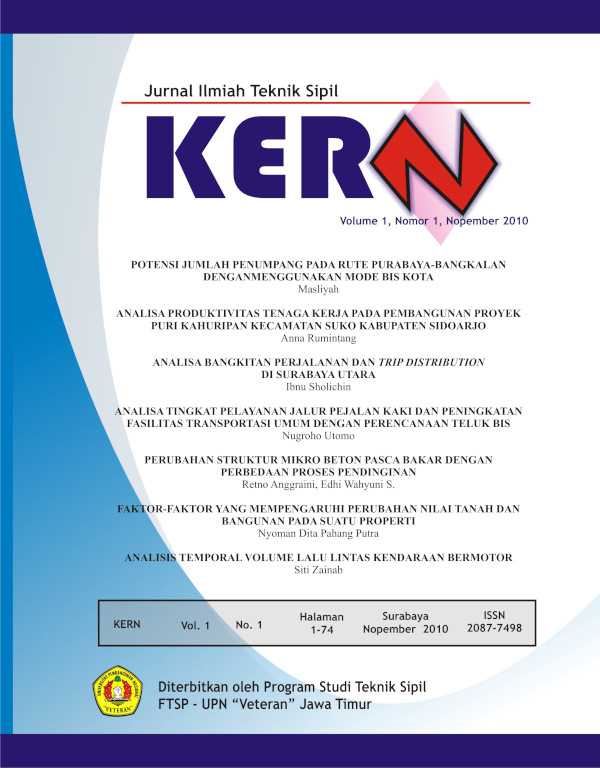 Jurnal Ilmiah Teknik Sipil
KERN
Volume 1, Nomor 1, Nopember 2010
POTENSI JUMLAH PENUMPANG PADA RUTE PURABAYA-BANGKALAN
DENGANMENGGUNAKAN MODE BIS KOTA
Masliyah
ANALISA PRODUKTIVITAS TENAGA KERJA PADA PEMBANGUNAN PROYEK
PURI KAHURIPAN KECAMATAN SUKO KABUPATEN SIDOARJO
Anna Rumintang
ANALISA BANGKITAN PERJALANAN DAN TRIP DISTRIBUTION
DI SURABAYA UTARA
Ibnu Sholichin
ANALISA TINGKAT PELAYANAN JALUR PEJALAN KAKI DAN PENINGKATAN
FASILITAS TRANSPORTASI UMUM DENGAN PERENCANAAN TELUK BIS
Nugroho Utomo
PERUBAHAN STRUKTUR MIKRO BETON PASCA BAKAR DENGAN
PERBEDAAN PROSES PENDINGINAN
Retno Anggraini, Edhi Wahyuni S.
FAKTOR-FAKTOR YANG MEMPENGARUHI PERUBAHAN NILAI TANAH DAN
BANGUNAN PADA SUATU PROPERTI
Nyoman Dita Pahang Putra
ANALISIS TEMPORAL VOLUME LALU LINTAS KENDARAAN BERMOTOR
Siti Zainab
KERN Vol. 1 No. 1 Halaman 1-74 Surabaya Nopember 2010 ISSN 2087-7498
"VETERAN"
Diterbitkan oleh Program Studi Teknik Sipil
FTSP - UPN “Veteran” Jawa Timur